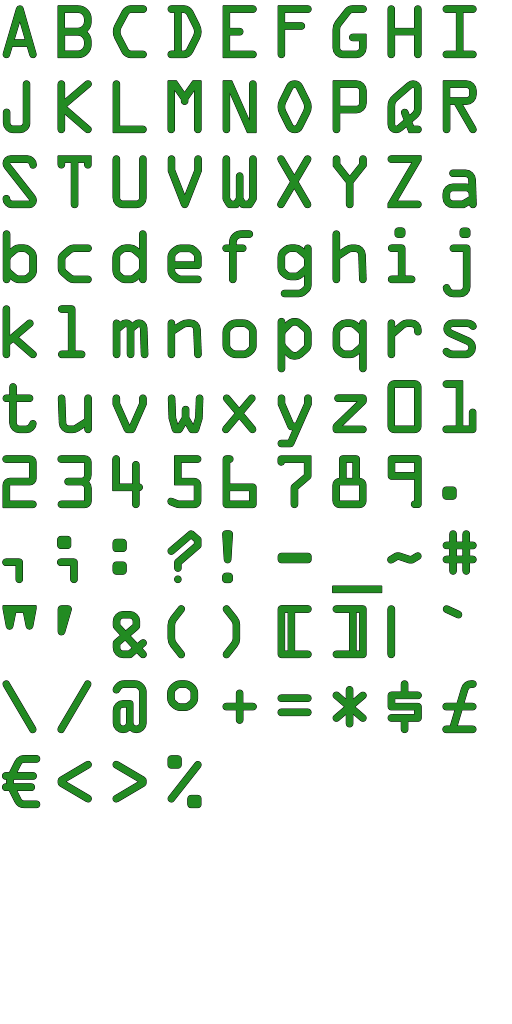 A B C D E F G H I
J K L M N O P Q R
S T U V W X Y Z a
b c d e f g h i j
k l m n o p q r s
t u v w x y z 0 1
2 3 4 5 6 7 8 9 .
, ; : ? ! - _ ~ #
" ' & ( ) [ ] | `
\ / @ ° + = * $ £
€ < > %